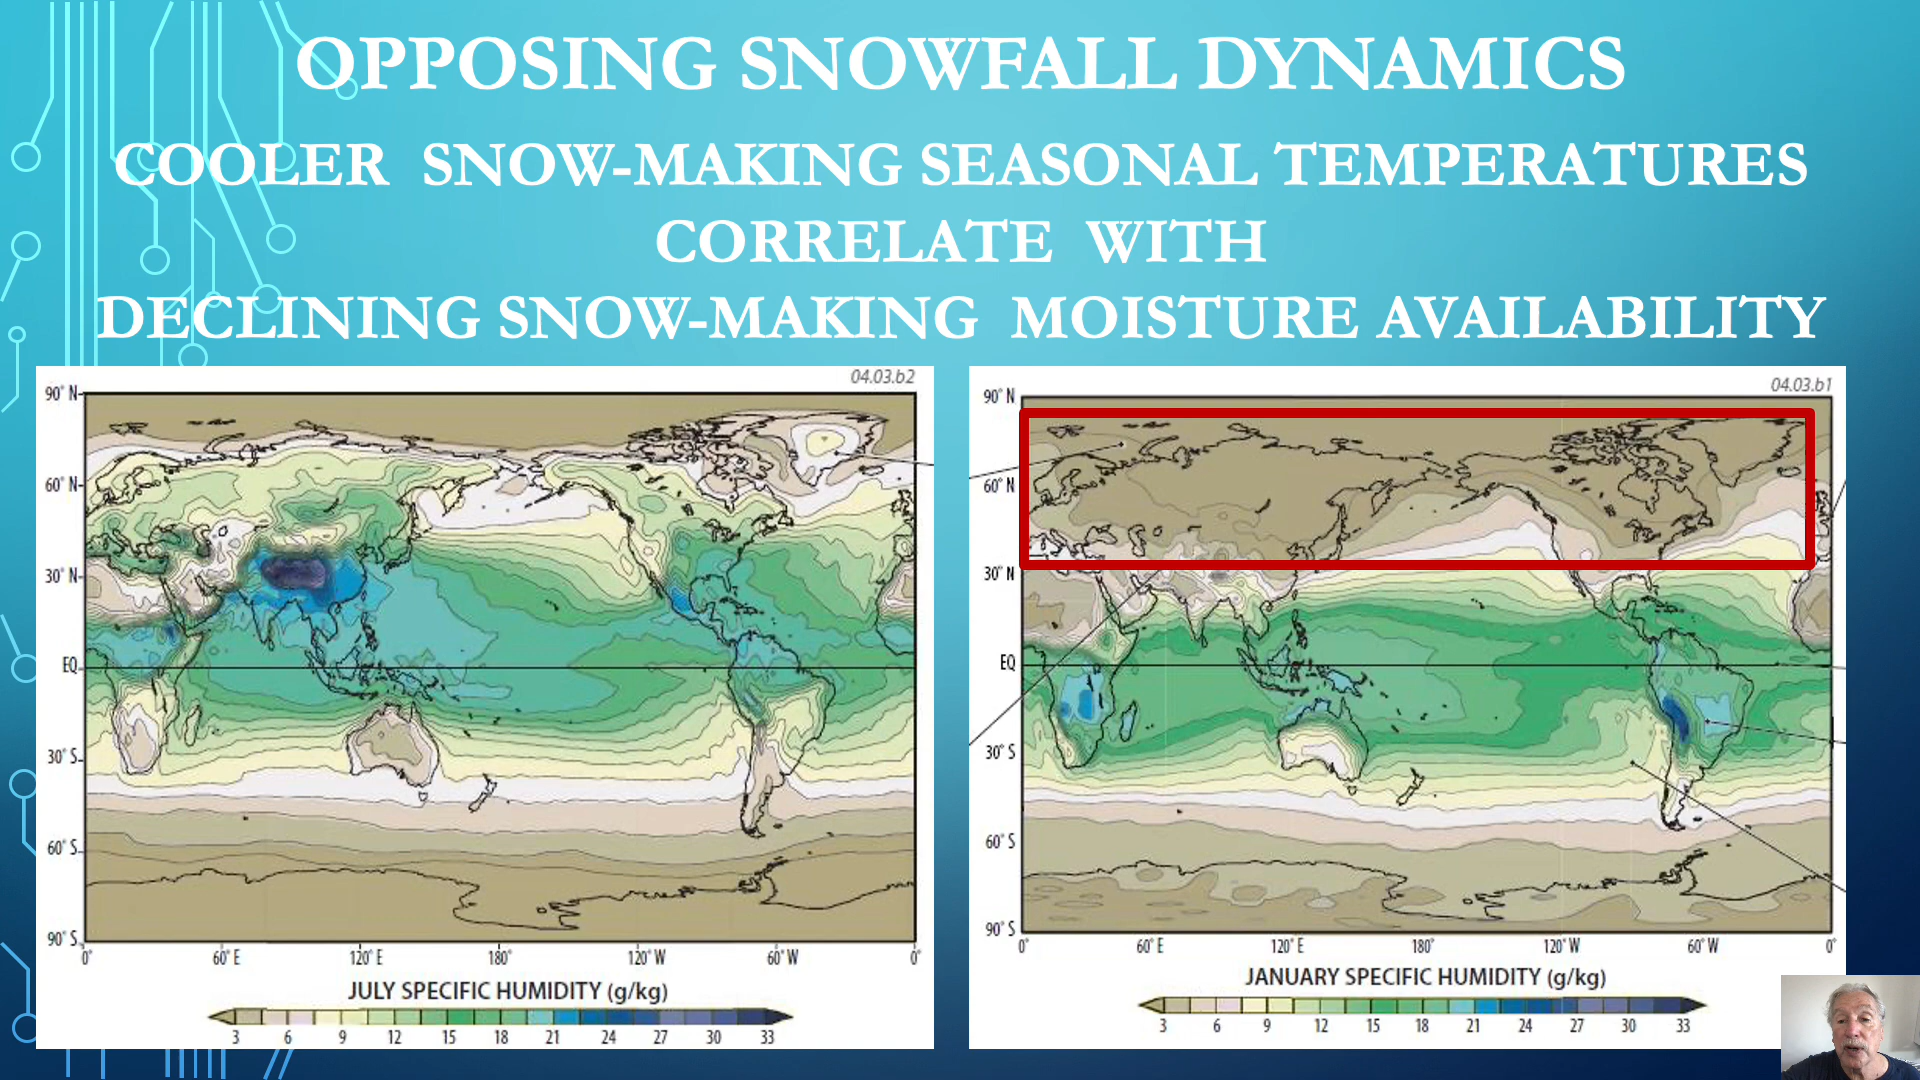 OPPOSING SNOWFALL DYNAMICS
COOLER SNOW-MAKING SEASONAL TEMPERATURES
CORRELATE WITH
DECLINING SNOW-MAKING MOISTURE AVAILABILITY
04.03.b2
90° N
60° N
30° N
EQ
30° S
60° S
90° S
0° 60° E 120° E 180° 120° W 60° W 0°
JULY SPECIFIC HUMIDITY (g/kg)
3 6 9 12 15 18 21 24 27 30 33
04.03.b1
90° N
60° N
30° N
EQ
30° S
60° S
90° S
0° 60° E 120° E 180° 120° W 60° W 0°
JANUARY SPECIFIC HUMIDITY (g/kg)
3 6 9 12 15 18 21 24 27 30 33